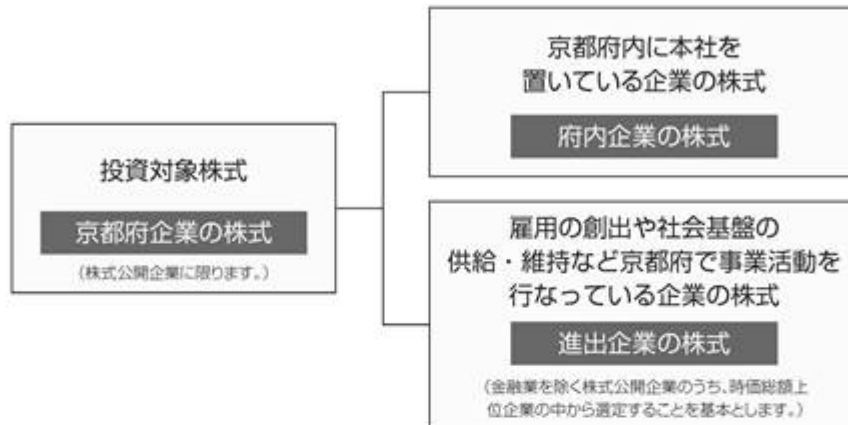 投資対象株式
京都府企業の株式
(株式公開企業に限ります。)
京都府内に本社を
置いている企業の株式
府内企業の株式
雇用の創出や社会基盤の
供給・維持など京都府で事業活動を
行なっている企業の株式
進出企業の株式
(金融業を除く株式公開企業のうち、時価総額上
位企業の中から選定することを基本とします。)